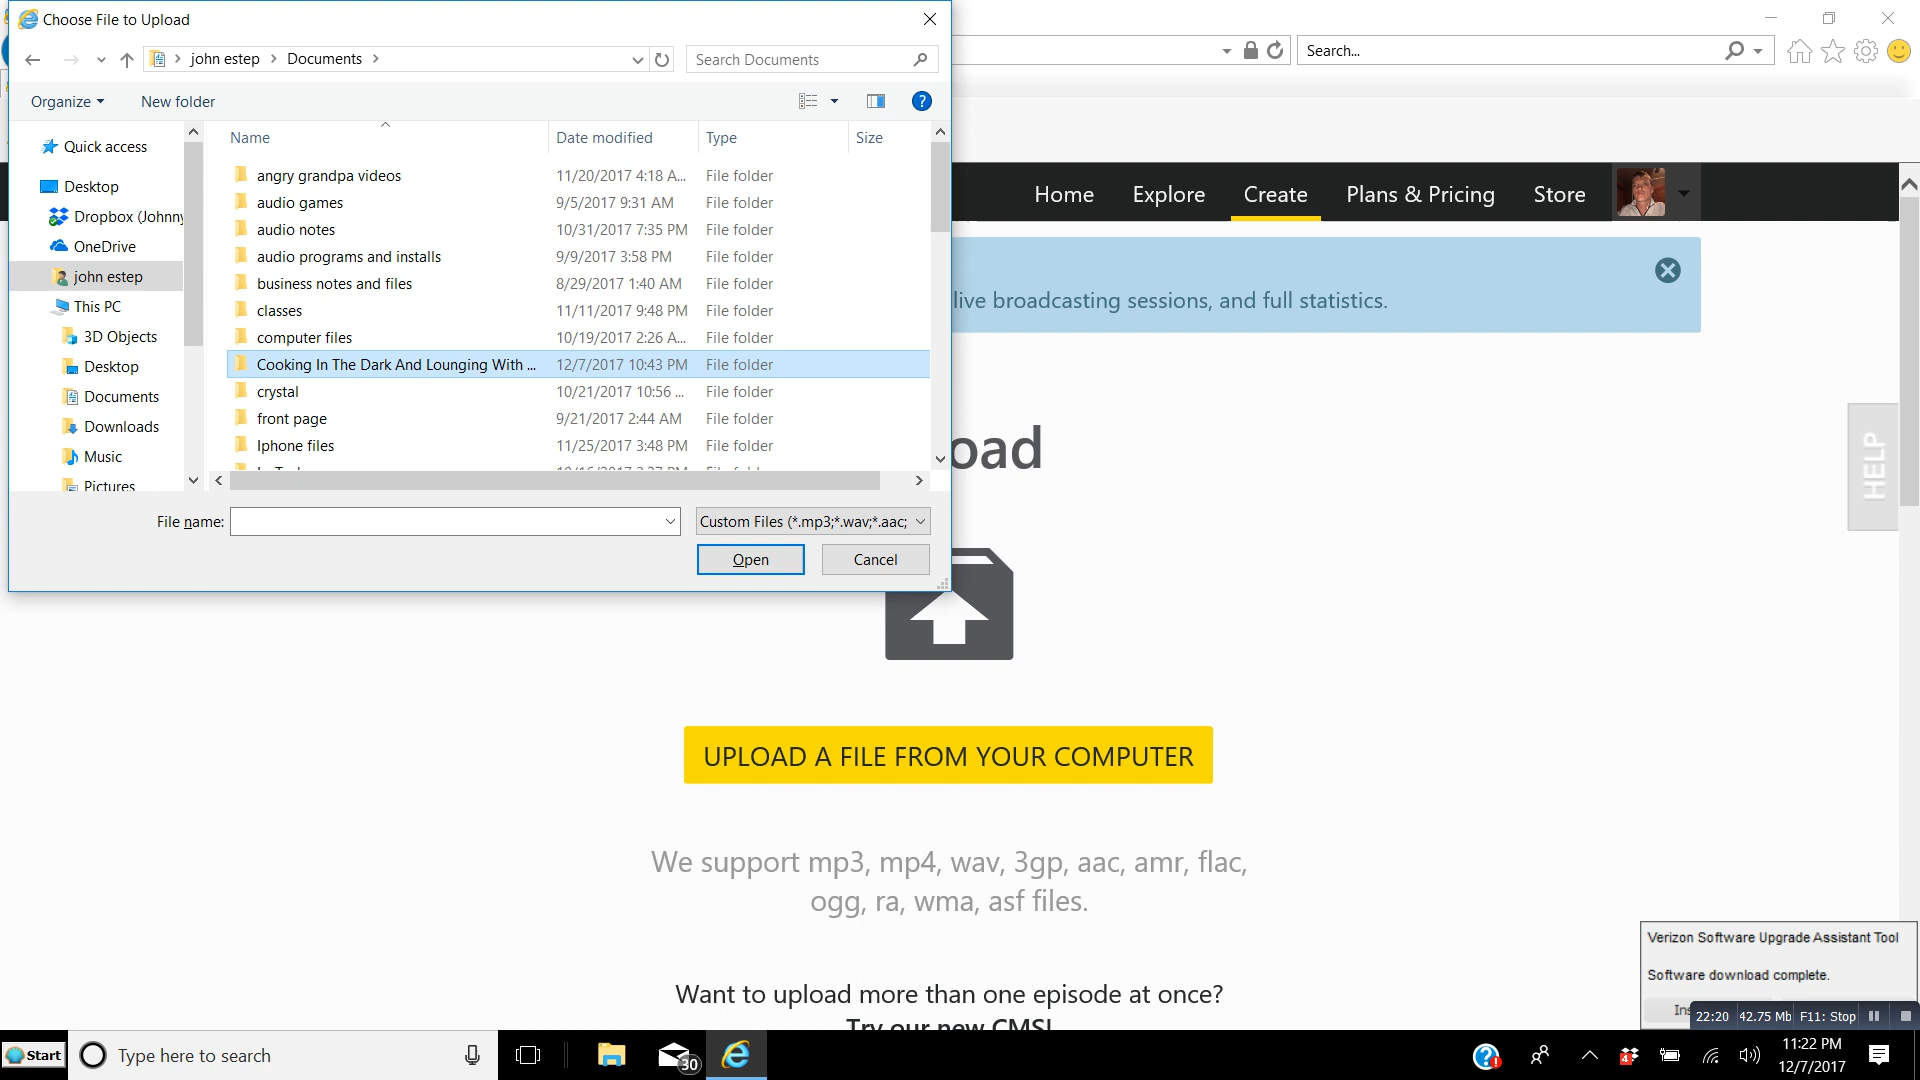 Choose File to Upload
john estep > Documents >
Search Documents
Search...
Organize
New folder
Name
Date modified
Type
Size
Quick access
Desktop
Dropbox (Johnny
OneDrive
john estep
This PC
3D Objects
Desktop
Documents
Downloads
Music
Pictures
angry grandpa videos 11/20/2017 4:18 A... File folder
audio games 9/5/2017 9:31 AM File folder
audio notes 10/31/2017 7:35 PM File folder
audio programs and installs 9/9/2017 3:58 PM File folder
business notes and files 8/29/2017 1:40 AM File folder
classes 11/11/2017 9:48 PM File folder
computer files 10/19/2017 2:26 A... File folder
Cooking In The Dark And Lounging With ... 12/7/2017 10:43 PM File folder
crystal 10/21/2017 10:56 ... File folder
front page 9/21/2017 2:44 AM File folder
Iphone files 11/25/2017 3:48 PM File folder
File name:
Custom Files (*.mp3;*.wav;*.aac;
Open
Cancel
Home
Explore
Create
Plans & Pricing
Store
live broadcasting sessions, and full statistics.
oad
HELP
UPLOAD A FILE FROM YOUR COMPUTER
We support mp3, mp4, wav, 3gp, aac, amr, flac,
ogg, ra, wma, asf files.
Want to upload more than one episode at once?
Try our new CMS!
Verizon Software Upgrade Assistant Tool
Software download complete.
Ins
22:20 42.75 Mb F11: Stop
Start
Type here to search
30
4
11:22 PM
12/7/2017